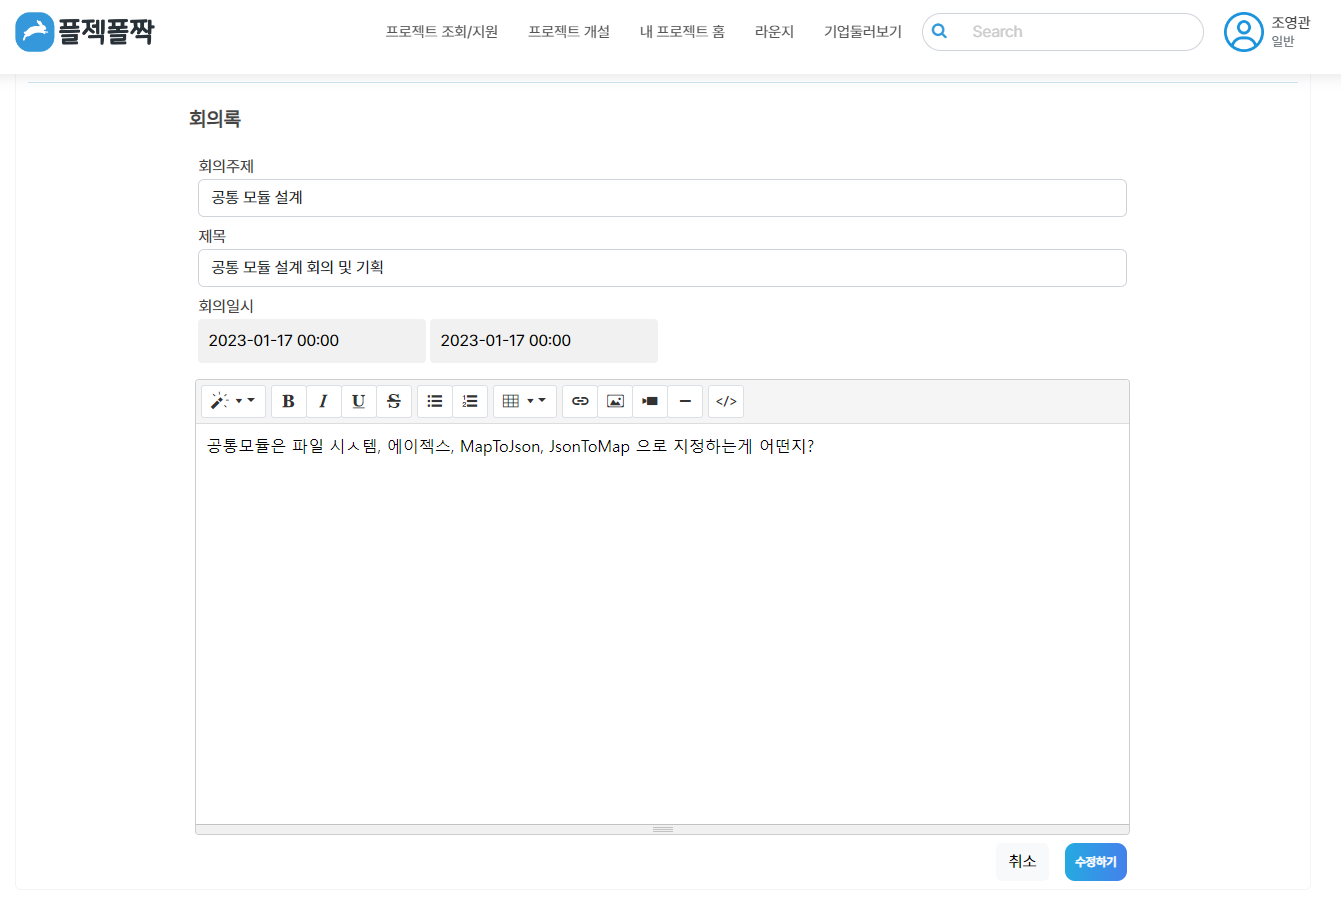 플젝폴짝
프로젝트 조회/지원 프로젝트 개설 내 프로젝트 홈 라운지 기업둘러보기 Search 조영관
일반
회의록
회의주제
공통 모듈 설계
제목
공통 모듈 설계 회의 및 기획
회의일시
2023-01-17 00:00 2023-01-17 00:00
B I U S </>
공통모듈은 파일 시ㅅ템, 에이젝스, MapToJson, JsonToMap 으로 지정하는게 어떤지?
취소 수정하기